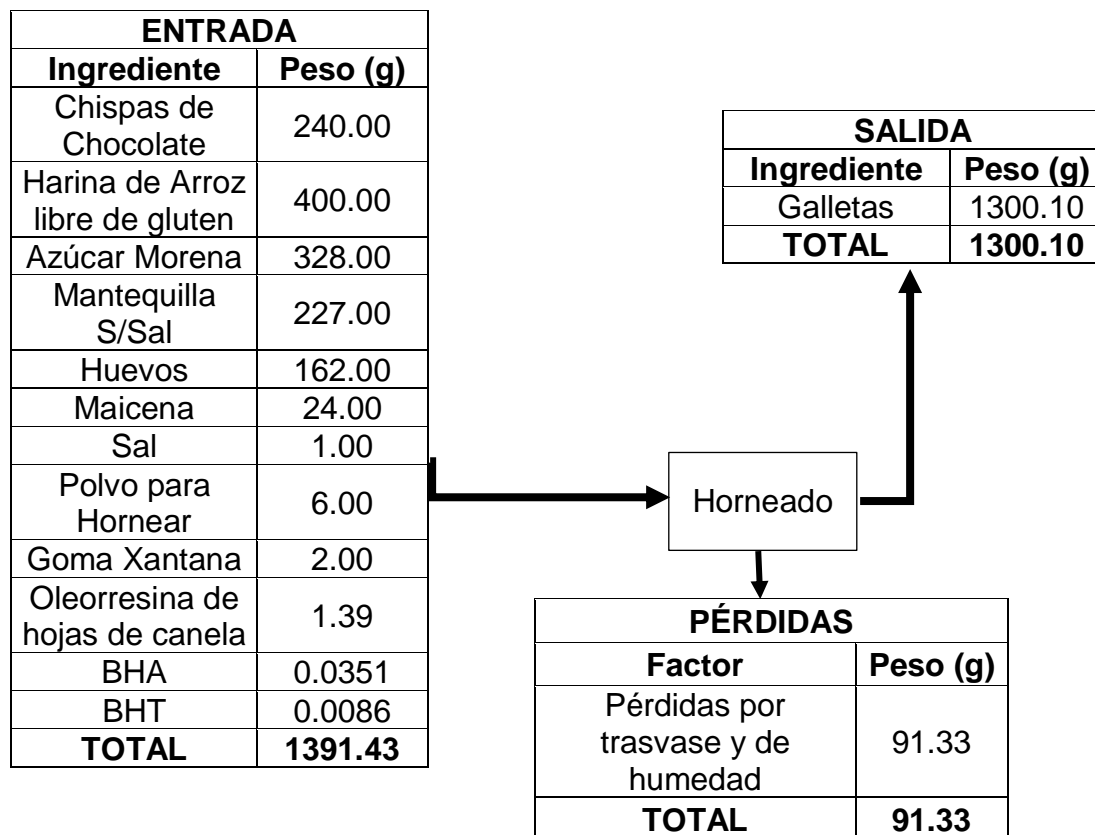 ENTRADA
Ingrediente Peso (g)
Chispas de
Chocolate 240.00
Harina de Arroz
libre de gluten 400.00
Azúcar Morena 328.00
Mantequilla
S/Sal 227.00
Huevos 162.00
Maicena 24.00
Sal 1.00
Polvo para
Hornear 6.00
Goma Xantana 2.00
Oleorresina de
hojas de canela 1.39
BHA 0.0351
BHT 0.0086
TOTAL 1391.43
SALIDA
Ingrediente Peso (g)
Galletas 1300.10
TOTAL 1300.10
Horneado
PÉRDIDAS
Factor Peso (g)
Pérdidas por
trasvase y de
humedad 91.33
TOTAL 91.33